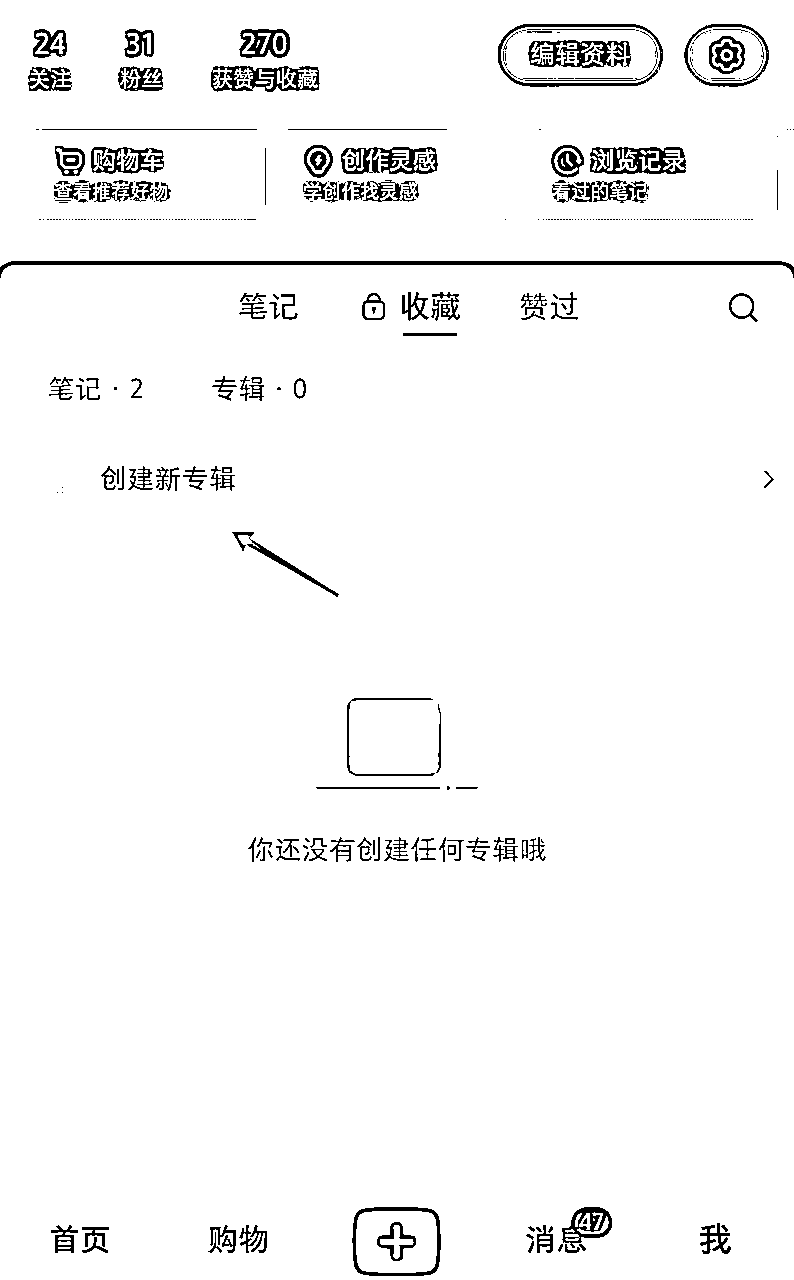 24 31 270
关注 粉丝 获赞与收藏 编辑资料
购物车 创作灵感 浏览记录
查看推荐好物 学创作找灵感 看过的笔记
笔记 收藏 赞过
笔记 · 2 专辑 · 0
创建新专辑
你还没有创建任何专辑哦
首页 购物 消息 47 我